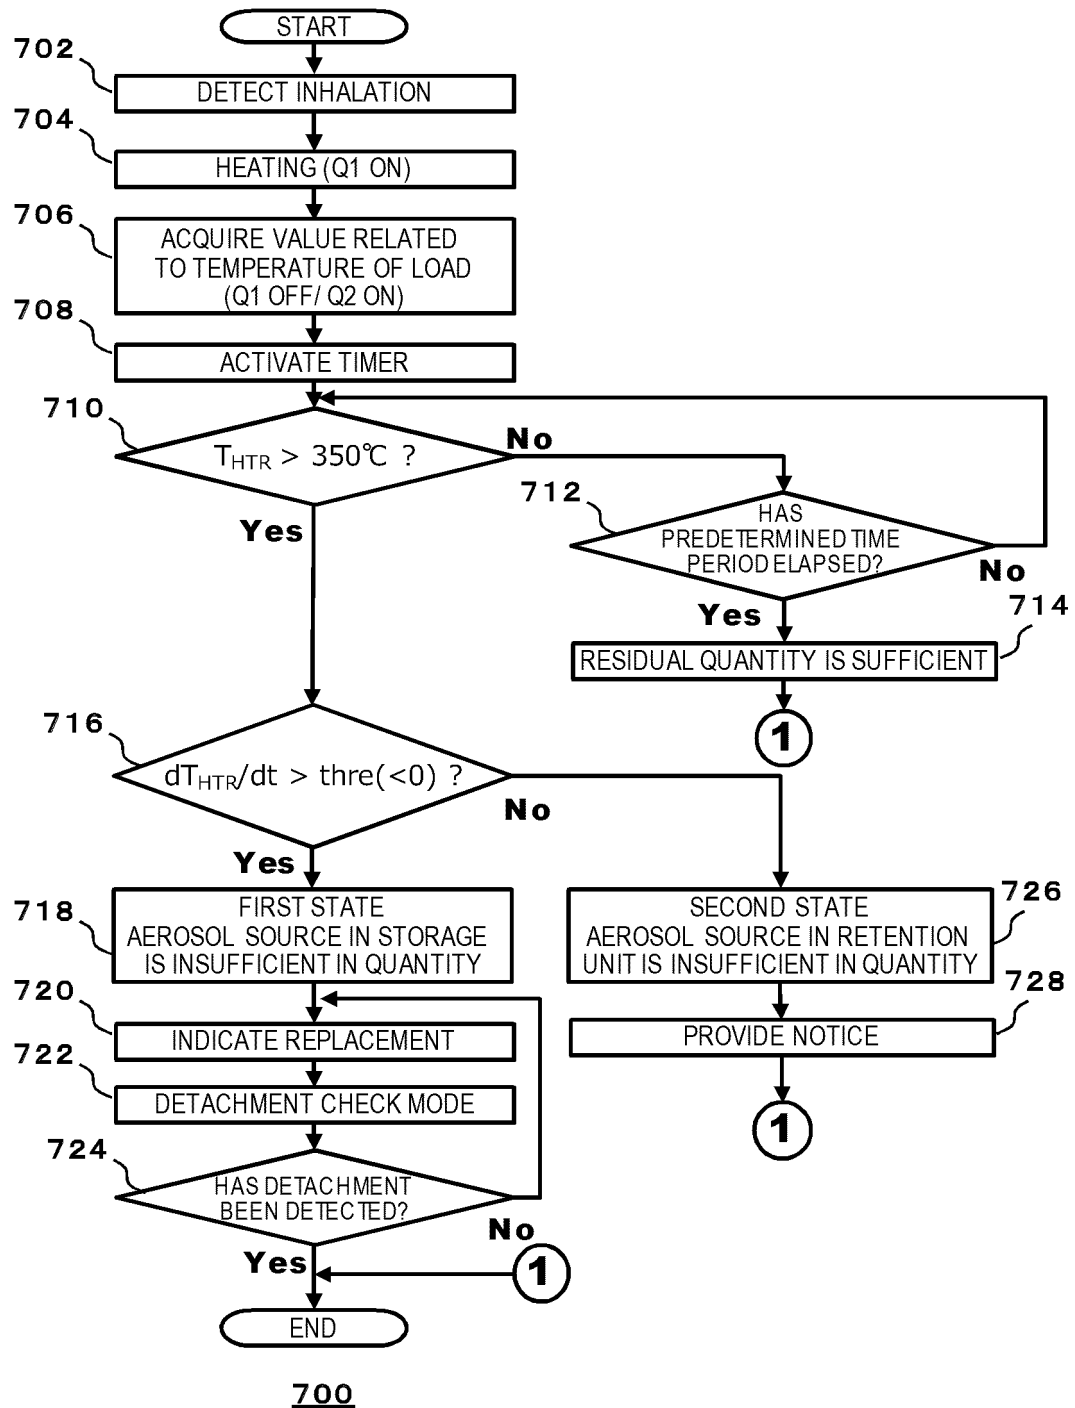 START
702
DETECT INHALATION
704
HEATING (Q1 ON)
706
ACQUIRE VALUE RELATED
TO TEMPERATURE OF LOAD
(Q1 OFF/ Q2 ON)
708
ACTIVATE TIMER
710
THTR > 350℃ ?
No
Yes
712
HAS
PREDETERMINED TIME
PERIOD ELAPSED?
No
Yes
714
RESIDUAL QUANTITY IS SUFFICIENT
1
716
dTHTR/dt > thre(<0) ?
No
Yes
718
FIRST STATE
AEROSOL SOURCE IN STORAGE
IS INSUFFICIENT IN QUANTITY
726
SECOND STATE
AEROSOL SOURCE IN RETENTION
UNIT IS INSUFFICIENT IN QUANTITY
720
INDICATE REPLACEMENT
728
PROVIDE NOTICE
1
722
DETACHMENT CHECK MODE
724
HAS DETACHMENT
BEEN DETECTED?
No
Yes
1
END
700